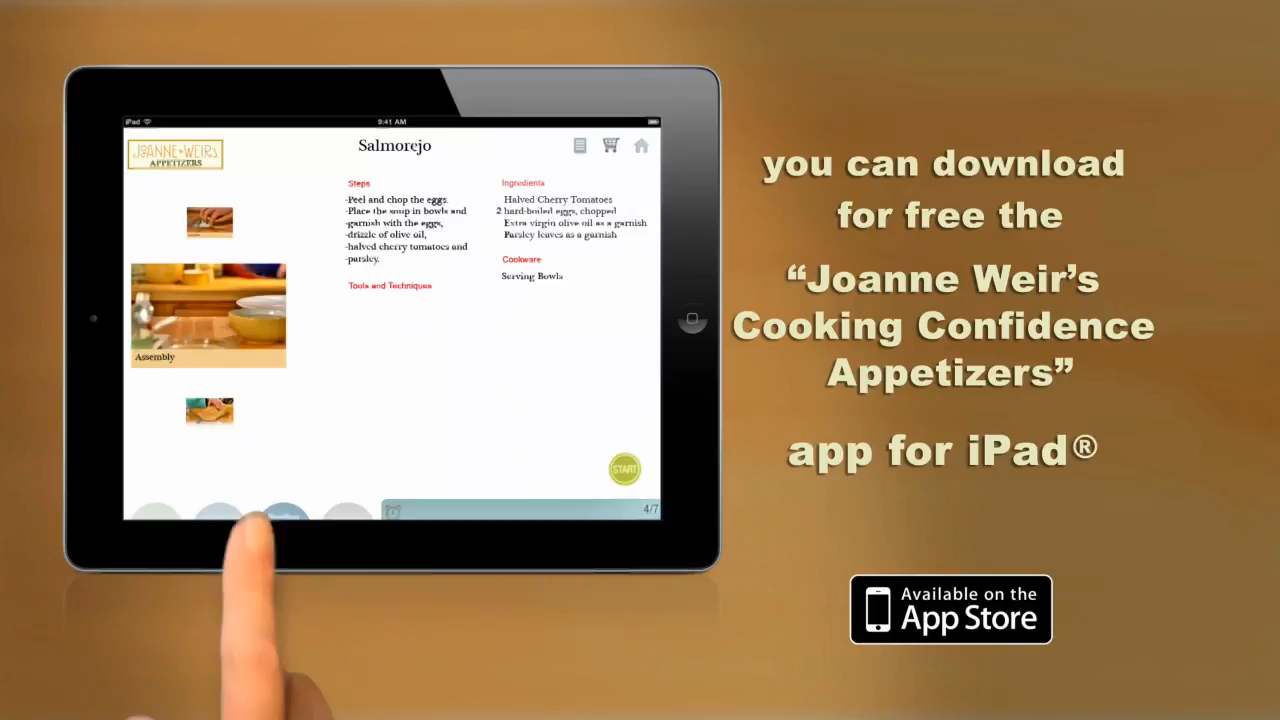 iPad
9:41 AM
JOANNE WEIR'S
APPETIZERS
Salmorejo
Steps
-Peel and chop the eggs.
-Place the soup in bowls and
-garnish with the eggs,
-drizzle of olive oil,
-halved cherry tomatoes and
-parsley.
Tools and Techniques
Ingredients
Halved Cherry Tomatoes
2 hard-boiled eggs, chopped
Extra virgin olive oil as a garnish
Parsley leaves as a garnish
Cookware
Serving Bowls
Assembly
START
4/7
you can download
for free the
“Joanne Weir’s
Cooking Confidence
Appetizers”
app for iPad®
Available on the
App Store